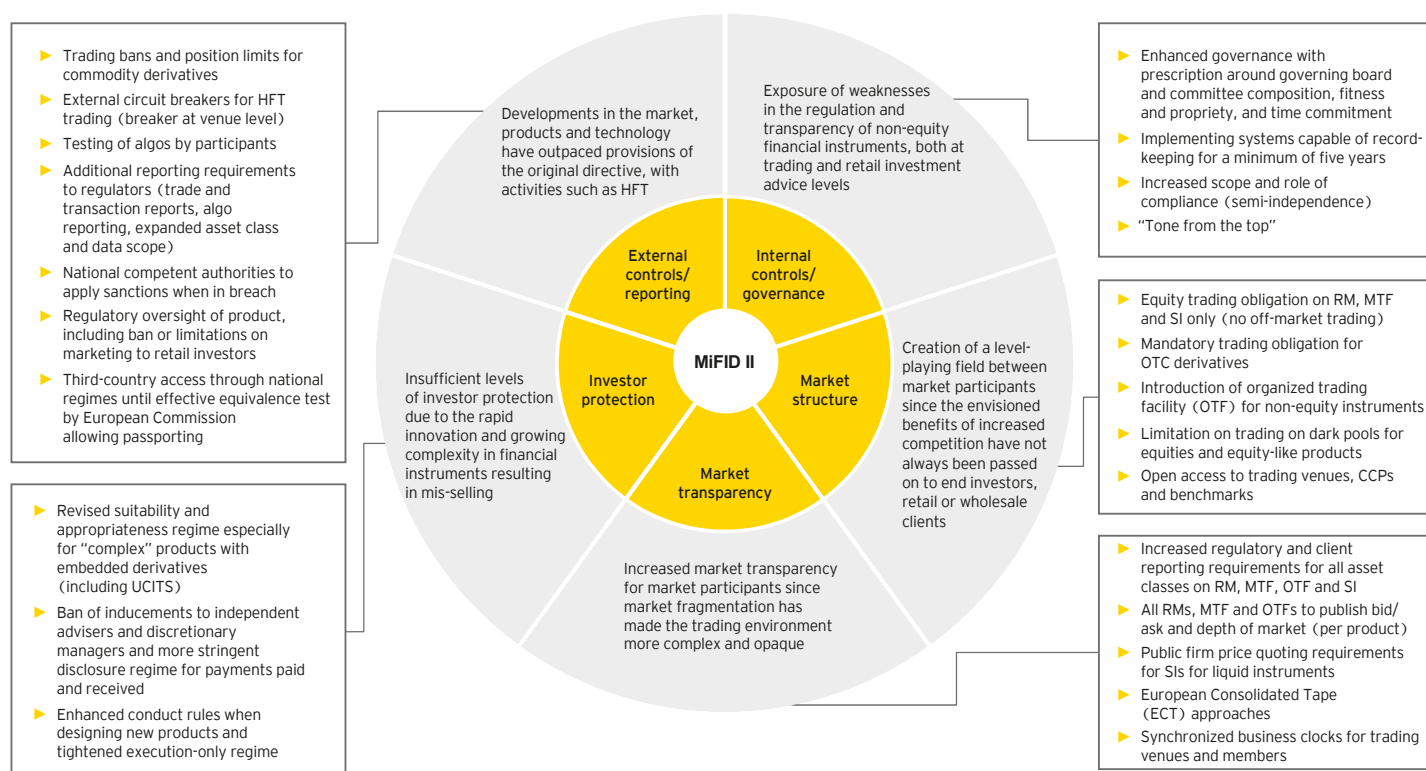 Trading bans and position limits for
commodity derivatives
External circuit breakers for HFT
trading (breaker at venue level)
Testing of algos by participants
Additional reporting requirements
to regulators (trade and
transaction reports, algo
reporting, expanded asset class
and data scope)
National competent authorities to
apply sanctions when in breach
Regulatory oversight of product,
including ban or limitations on
marketing to retail investors
Third-country access through national
regimes until effective equivalence test
by European Commission
allowing passporting
Revised suitability and
appropriateness regime especially
for “complex” products with
embedded derivatives
(including UCITS)
Ban of inducements to independent
advisers and discretionary
managers and more stringent
disclosure regime for payments paid
and received
Enhanced conduct rules when
designing new products and
tightened execution-only regime
Developments in the market,
products and technology
have outpaced provisions of
the original directive, with
activities such as HFT
Exposure of weaknesses
in the regulation and
transparency of non-equity
financial instruments, both at
trading and retail investment
advice levels
External
controls/
reporting
Internal
controls/
governance
MiFID II
Investor
protection
Market
structure
Market
transparency
Insufficient levels
of investor protection
due to the rapid
innovation and growing
complexity in financial
instruments resulting
in mis-selling
Creation of a level-
playing field between
market participants
since the envisioned
benefits of increased
competition have not
always been passed
on to end investors,
retail or wholesale
clients
Increased market transparency
for market participants since
market fragmentation has
made the trading environment
more complex and opaque
Enhanced governance with
prescription around governing board
and committee composition, fitness
and propriety, and time commitment
Implementing systems capable of record-
keeping for a minimum of five years
Increased scope and role of
compliance (semi-independence)
“Tone from the top”
Equity trading obligation on RM, MTF
and SI only (no off-market trading)
Mandatory trading obligation for
OTC derivatives
Introduction of organized trading
facility (OTF) for non-equity instruments
Limitation on trading on dark pools for
equities and equity-like products
Open access to trading venues, CCPs
and benchmarks
Increased regulatory and client
reporting requirements for all asset
classes on RM, MTF, OTF and SI
All RMs, MTF and OTFs to publish bid/
ask and depth of market (per product)
Public firm price quoting requirements
for SIs for liquid instruments
European Consolidated Tape
(ECT) approaches
Synchronized business clocks for trading
venues and members